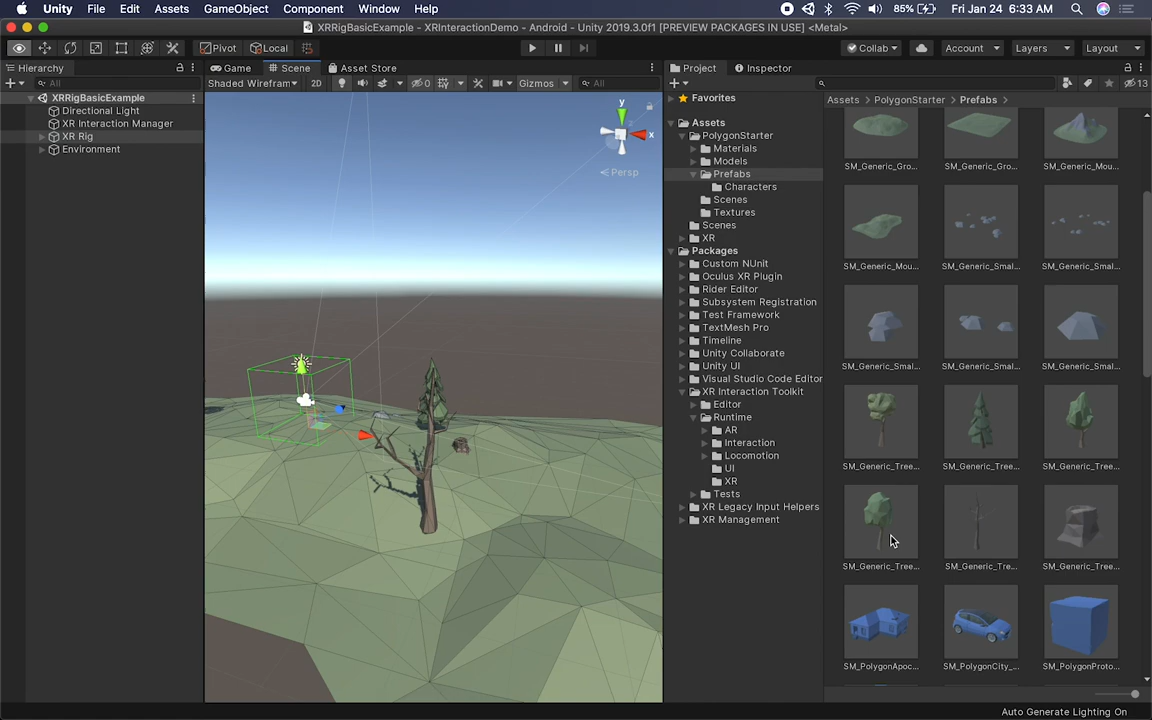 Unity File Edit Assets GameObject Component Window Help 85% Fri Jan 24 6:33 AM
XRRigBasicExample - XRInteractionDemo - Android - Unity 2019.3.0f1 [PREVIEW PACKAGES IN USE] <Metal>
Pivot Local Collab Account Layers Layout
Hierarchy
All
XRRigBasicExample
Directional Light
XR Interaction Manager
XR Rig
Environment
Game Scene Asset Store
Shaded Wirefram 2D 0 Gizmos All
y
x
Persp
Project Inspector
13
Favorites
Assets
PolygonStarter
Materials
Models
Prefabs
Characters
Scenes
Textures
Scenes
XR
Packages
Custom NUnit
Oculus XR Plugin
Rider Editor
Subsystem Registration
Test Framework
TextMesh Pro
Timeline
Unity Collaborate
Unity UI
Visual Studio Code Editor
XR Interaction Toolkit
Editor
Runtime
AR
Interaction
Locomotion
UI
XR
Tests
XR Legacy Input Helpers
XR Management
Assets > PolygonStarter > Prefabs >
SM_Generic_Gro... SM_Generic_Gro... SM_Generic_Mou...
SM_Generic_Mou... SM_Generic_Smal... SM_Generic_Smal...
SM_Generic_Smal... SM_Generic_Smal... SM_Generic_Smal...
SM_Generic_Tree... SM_Generic_Tree... SM_Generic_Tree...
SM_Generic_Tree... SM_Generic_Tre... SM_Generic_Tree...
SM_PolygonApoc... SM_PolygonCity_... SM_PolygonProto...
Auto Generate Lighting On